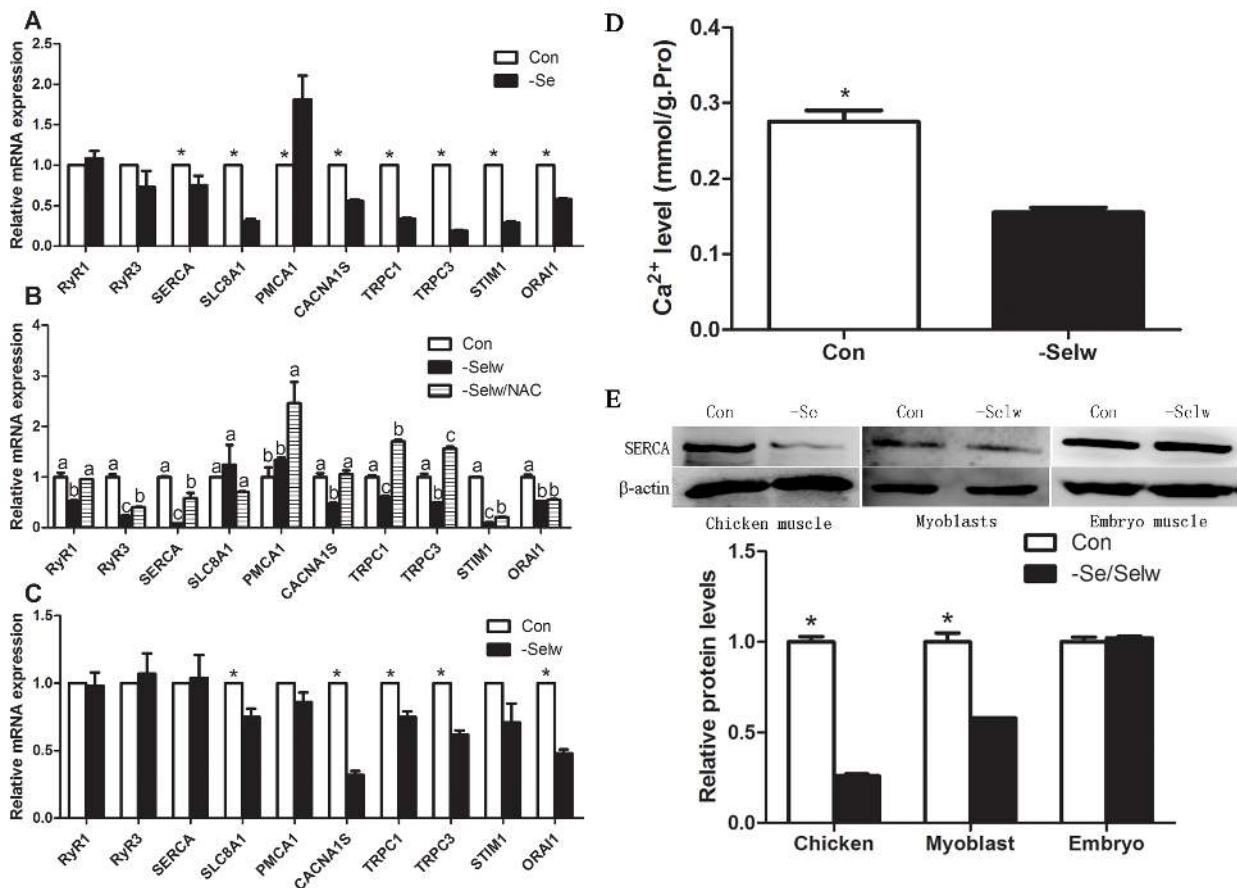 A
Relative mRNA expression
2.5
2.0
1.5
1.0
0.5
0.0
Con
-Se
* * * * * * * *
RyR1 RyR3 SERCA SLC8A1 PMCA1 CACNA1S TRPC1 TRPC3 STIM1 ORAI1
B
Relative mRNA expression
4
3
2
1
0
Con
-Selw
-Selw/NAC
a b a a c b a c b a a a b b a a b a a c b a b c a c b a b b
RyR1 RyR3 SERCA SLC8A1 PMCA1 CACNA1S TRPC1 TRPC3 STIM1 ORAI1
C
Relative mRNA expression
1.5
1.0
0.5
0.0
Con
-Selw
* * * * *
RyR1 RyR3 SERCA SLC8A1 PMCA1 CACNA1S TRPC1 TRPC3 STIM1 ORAI1
D
Ca2+ level (mmol/g.Pro)
0.4
0.3
0.2
0.1
0.0
*
Con -Selw
E
Con -Se Con -Selw Con -Selw
SERCA
β-actin
Chicken muscle Myoblasts Embryo muscle
Relative protein levels
1.5
1.0
0.5
0.0
Con
-Se/Selw
* *
Chicken Myoblast Embryo